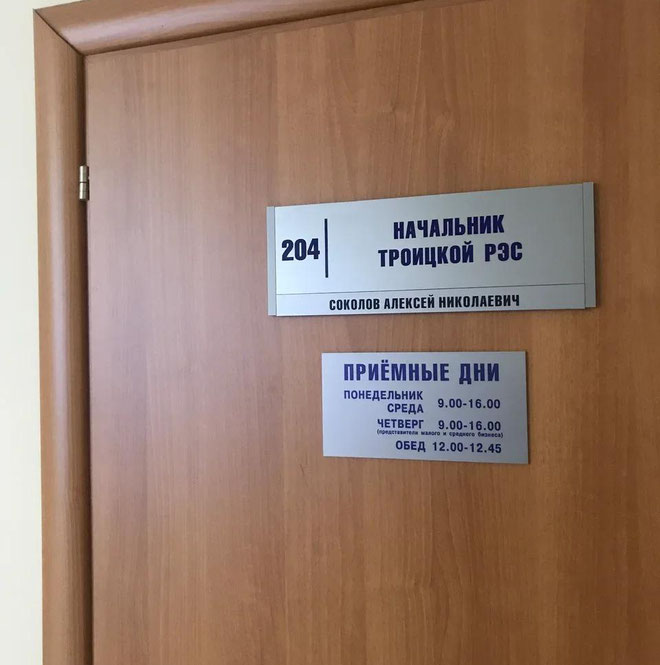 204
НАЧАЛЬНИК
ТРОИЦКОЙ РЭС
СОКОЛОВ АЛЕКСЕЙ НИКОЛАЕВИЧ
ПРИЁМНЫЕ ДНИ
ПОНЕДЕЛЬНИК
СРЕДА 9.00-16.00
ЧЕТВЕРГ 9.00-16.00
(представители малого и среднего бизнеса)
ОБЕД 12.00-12.45